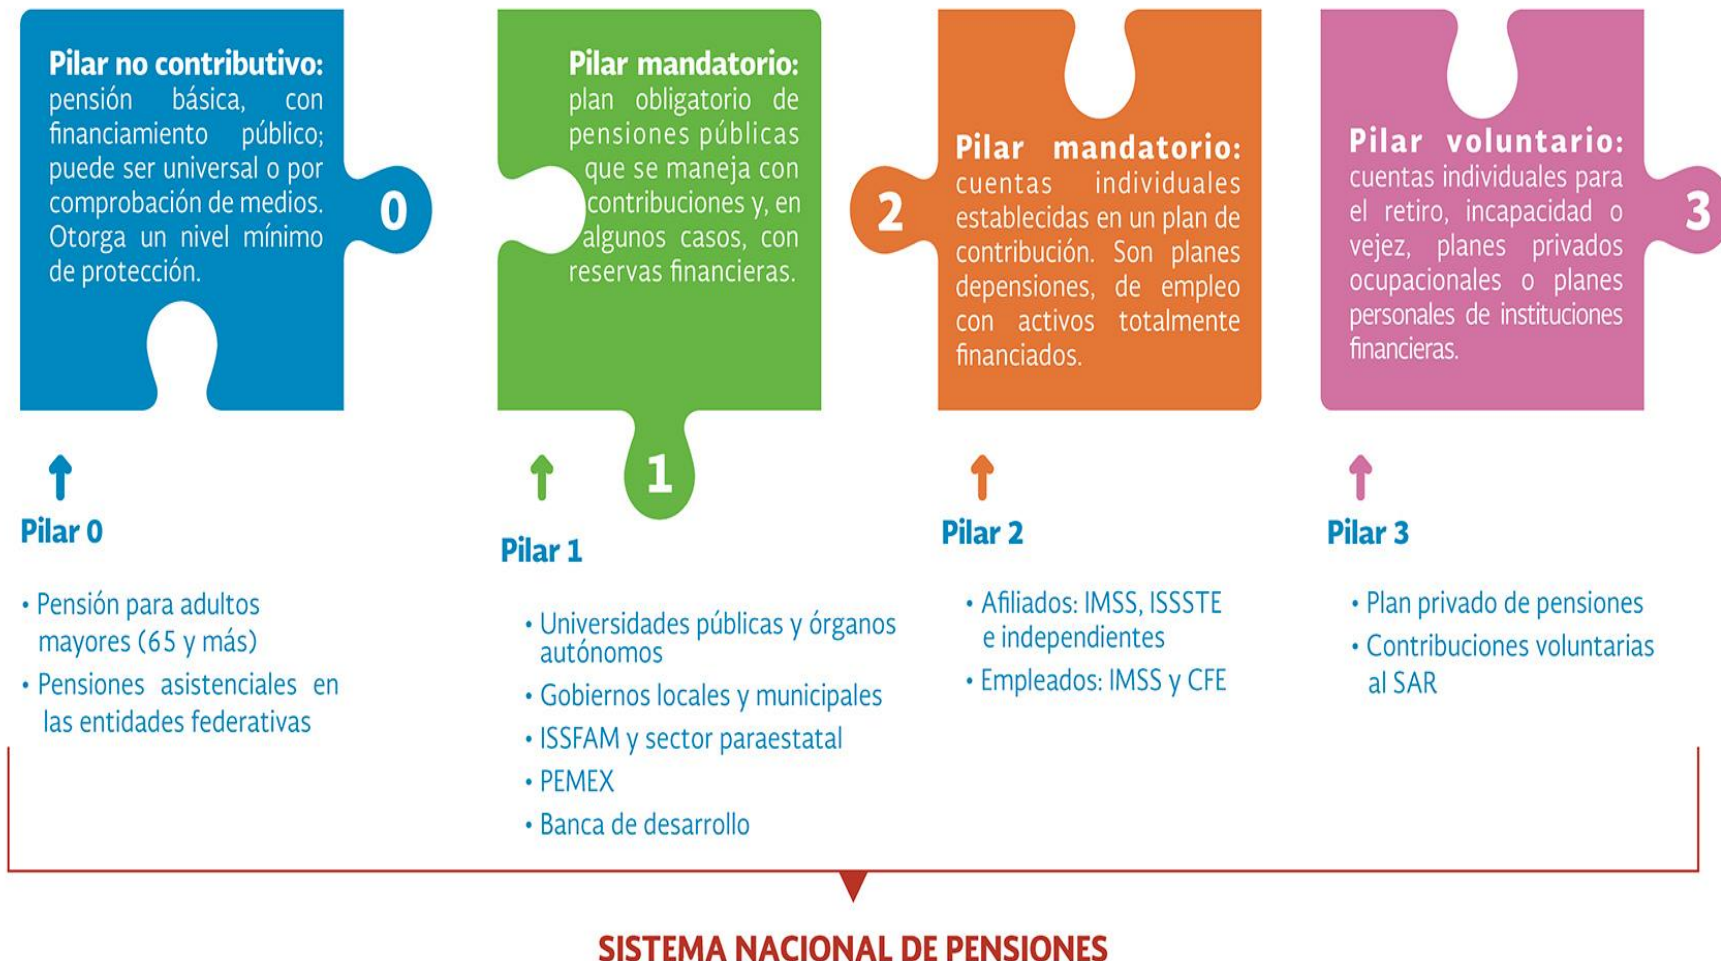 Pilar no contributivo:
pensión básica, con
financiamiento público;
puede ser universal o por
comprobación de medios.
Otorga un nivel mínimo
de protección.
0
Pilar mandatorio:
plan obligatorio de
pensiones públicas
que se maneja con
contribuciones y, en
algunos casos, con
reservas financieras.
1
2
Pilar mandatorio:
cuentas individuales
establecidas en un plan de
contribución. Son planes
depensiones, de empleo
con activos totalmente
financiados.
Pilar voluntario:
cuentas individuales para
el retiro, incapacidad o
vejez, planes privados
ocupacionales o planes
personales de instituciones
financieras.
3
Pilar 0
• Pensión para adultos
mayores (65 y más)
• Pensiones asistenciales en
las entidades federativas
Pilar 1
• Universidades públicas y órganos
autónomos
• Gobiernos locales y municipales
• ISSFAM y sector paraestatal
• PEMEX
• Banca de desarrollo
Pilar 2
• Afiliados: IMSS, ISSSTE
e independientes
• Empleados: IMSS y CFE
Pilar 3
• Plan privado de pensiones
• Contribuciones voluntarias
al SAR
SISTEMA NACIONAL DE PENSIONES